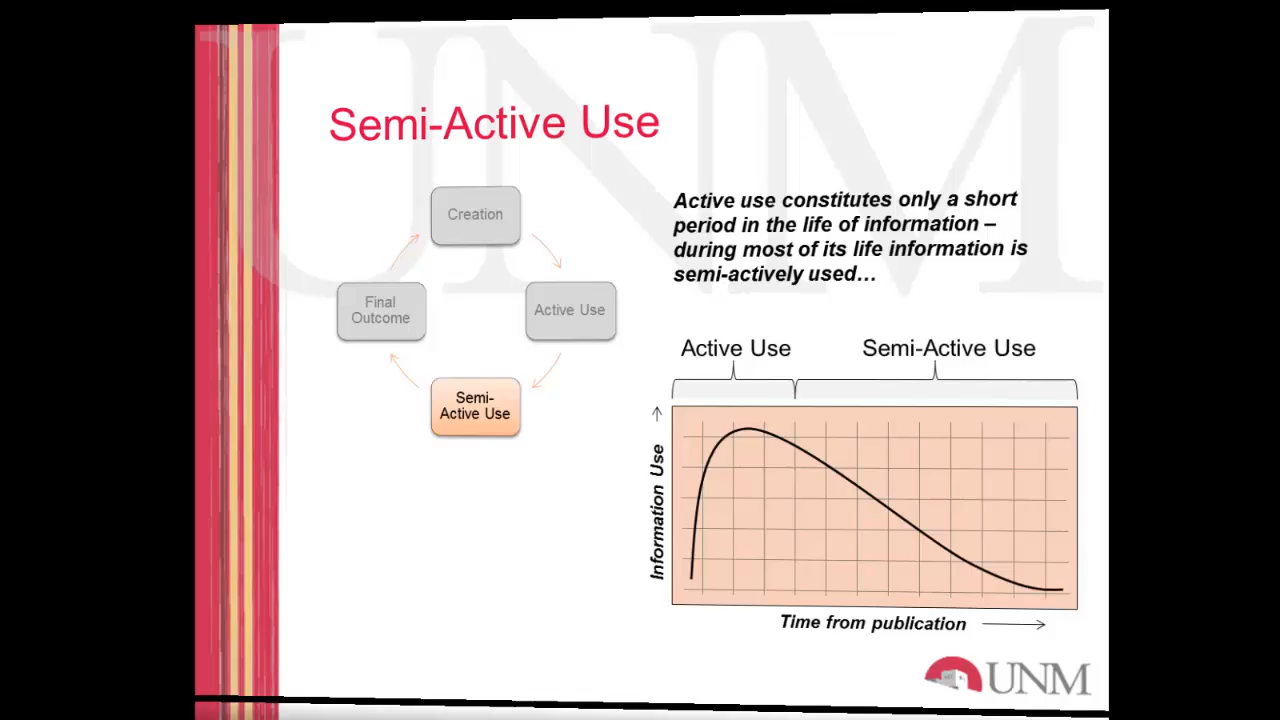 UNM
Semi-Active Use
Creation
Active Use
Semi-
Active Use
Final
Outcome
Active use constitutes only a short
period in the life of information –
during most of its life information is
semi-actively used…
Active Use
Semi-Active Use
Information Use
Time from publication
UNM